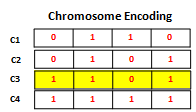 Chromosome Encoding
C1 0 1 1 0
C2 0 1 0 1
C3 1 1 0 1
C4 1 1 1 1